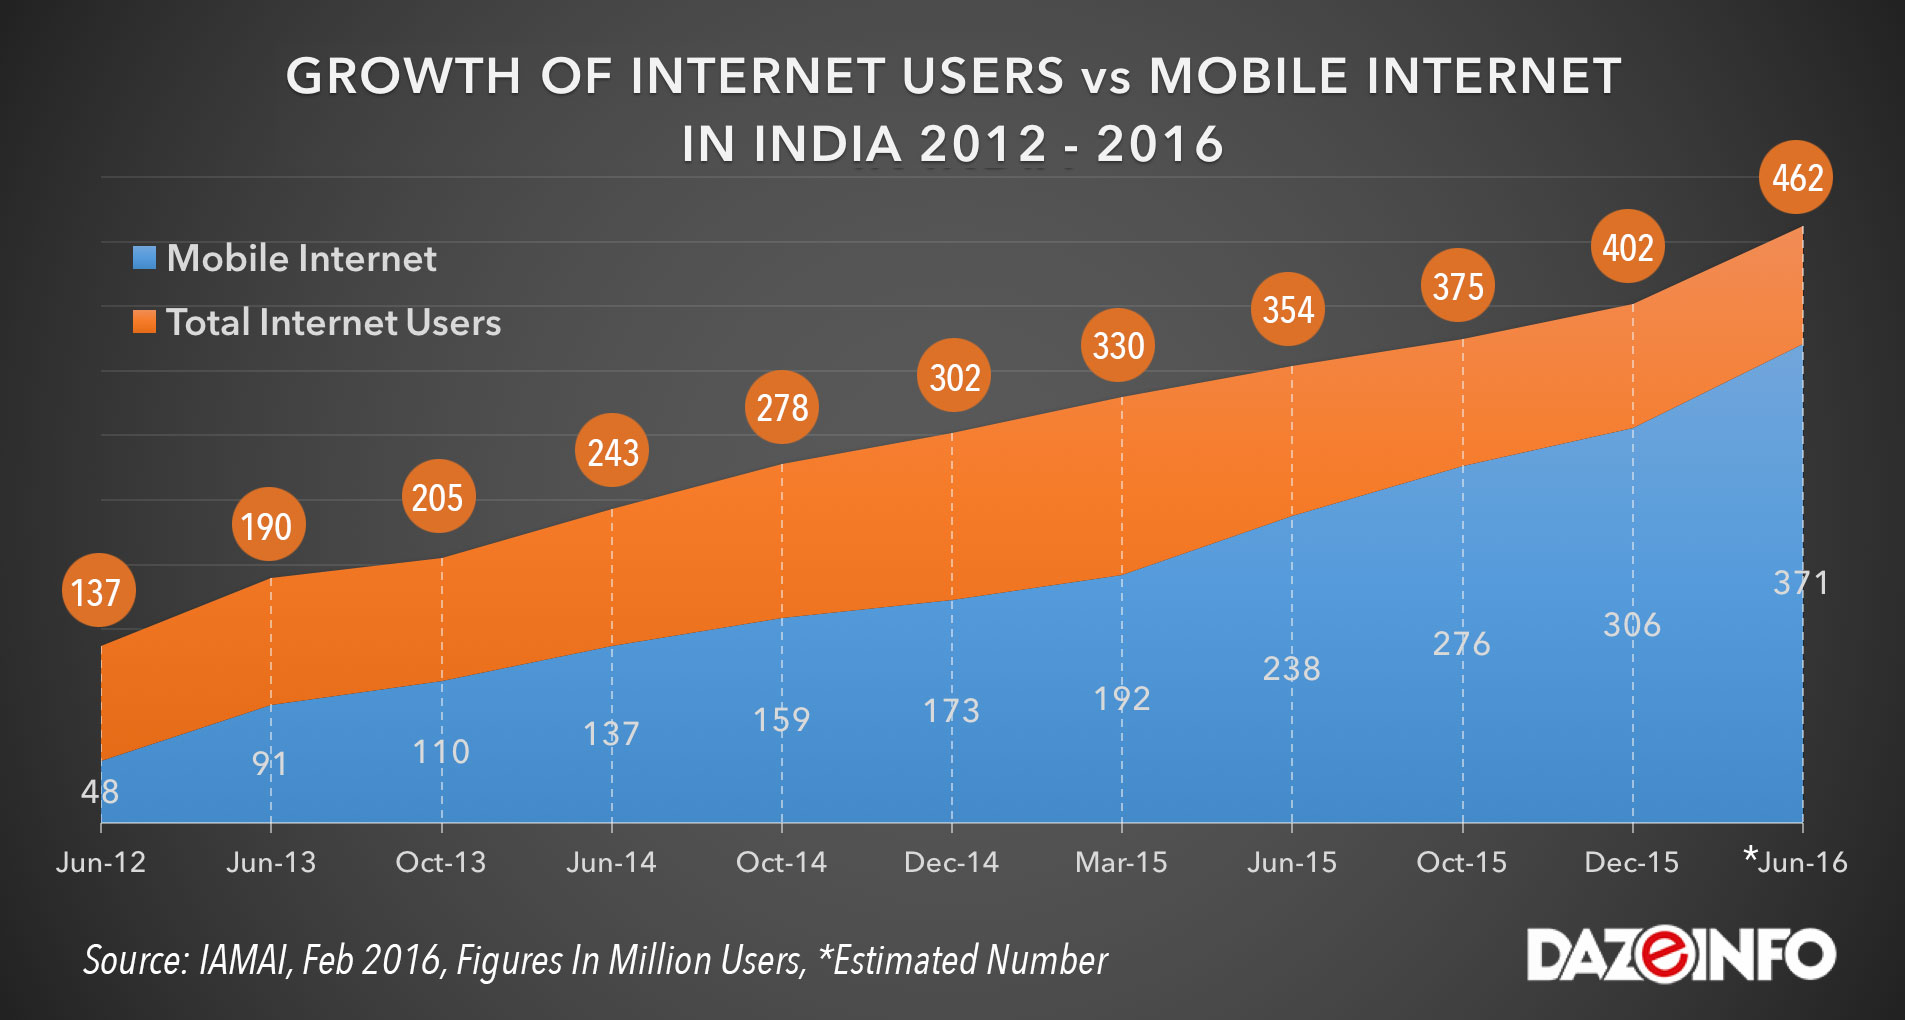 GROWTH OF INTERNET USERS vs MOBILE INTERNET
IN INDIA 2012 - 2016
Mobile Internet
Total Internet Users
137
190
205
243
278
302
330
354
375
402
462
48
91
110
137
159
173
192
238
276
306
371
Jun-12
Jun-13
Oct-13
Jun-14
Oct-14
Dec-14
Mar-15
Jun-15
Oct-15
Dec-15
*Jun-16
Source: IAMAI, Feb 2016, Figures In Million Users, *Estimated Number
DAZEINFO